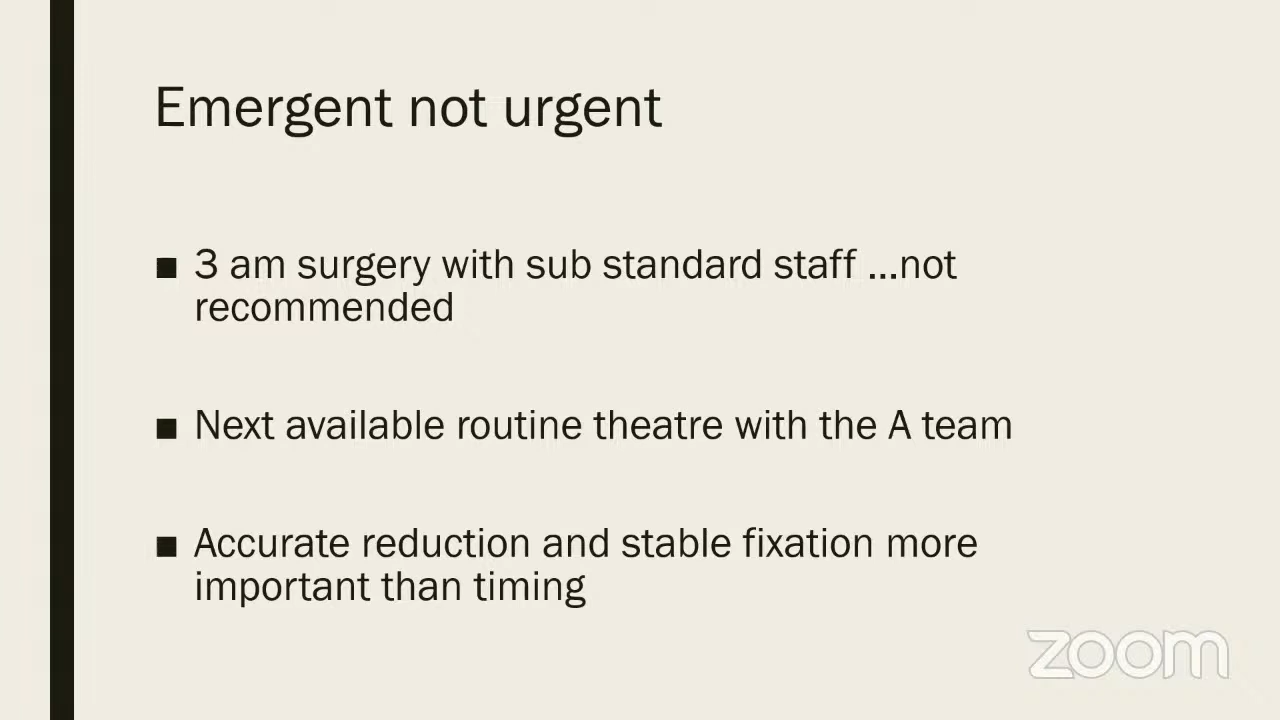 Emergent not urgent
■ 3 am surgery with sub standard staff ...not
recommended
■ Next available routine theatre with the A team
■ Accurate reduction and stable fixation more
important than timing
zoom